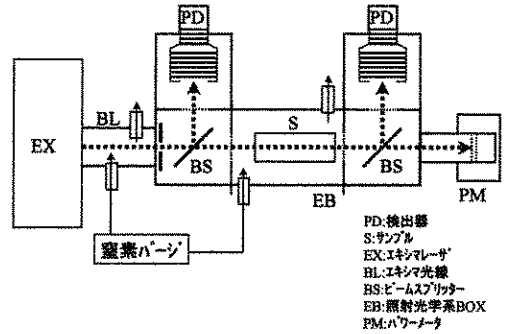 PD
PD
BL
EX
S
BS
BS
EB
PM
窒素パージ
PD:検出器
S:サンプル
EX:エキシマレーザ
BL:エキシマ光線
BS:ビームスプリッター
EB:照射光学系BOX
PM:パワーメータ